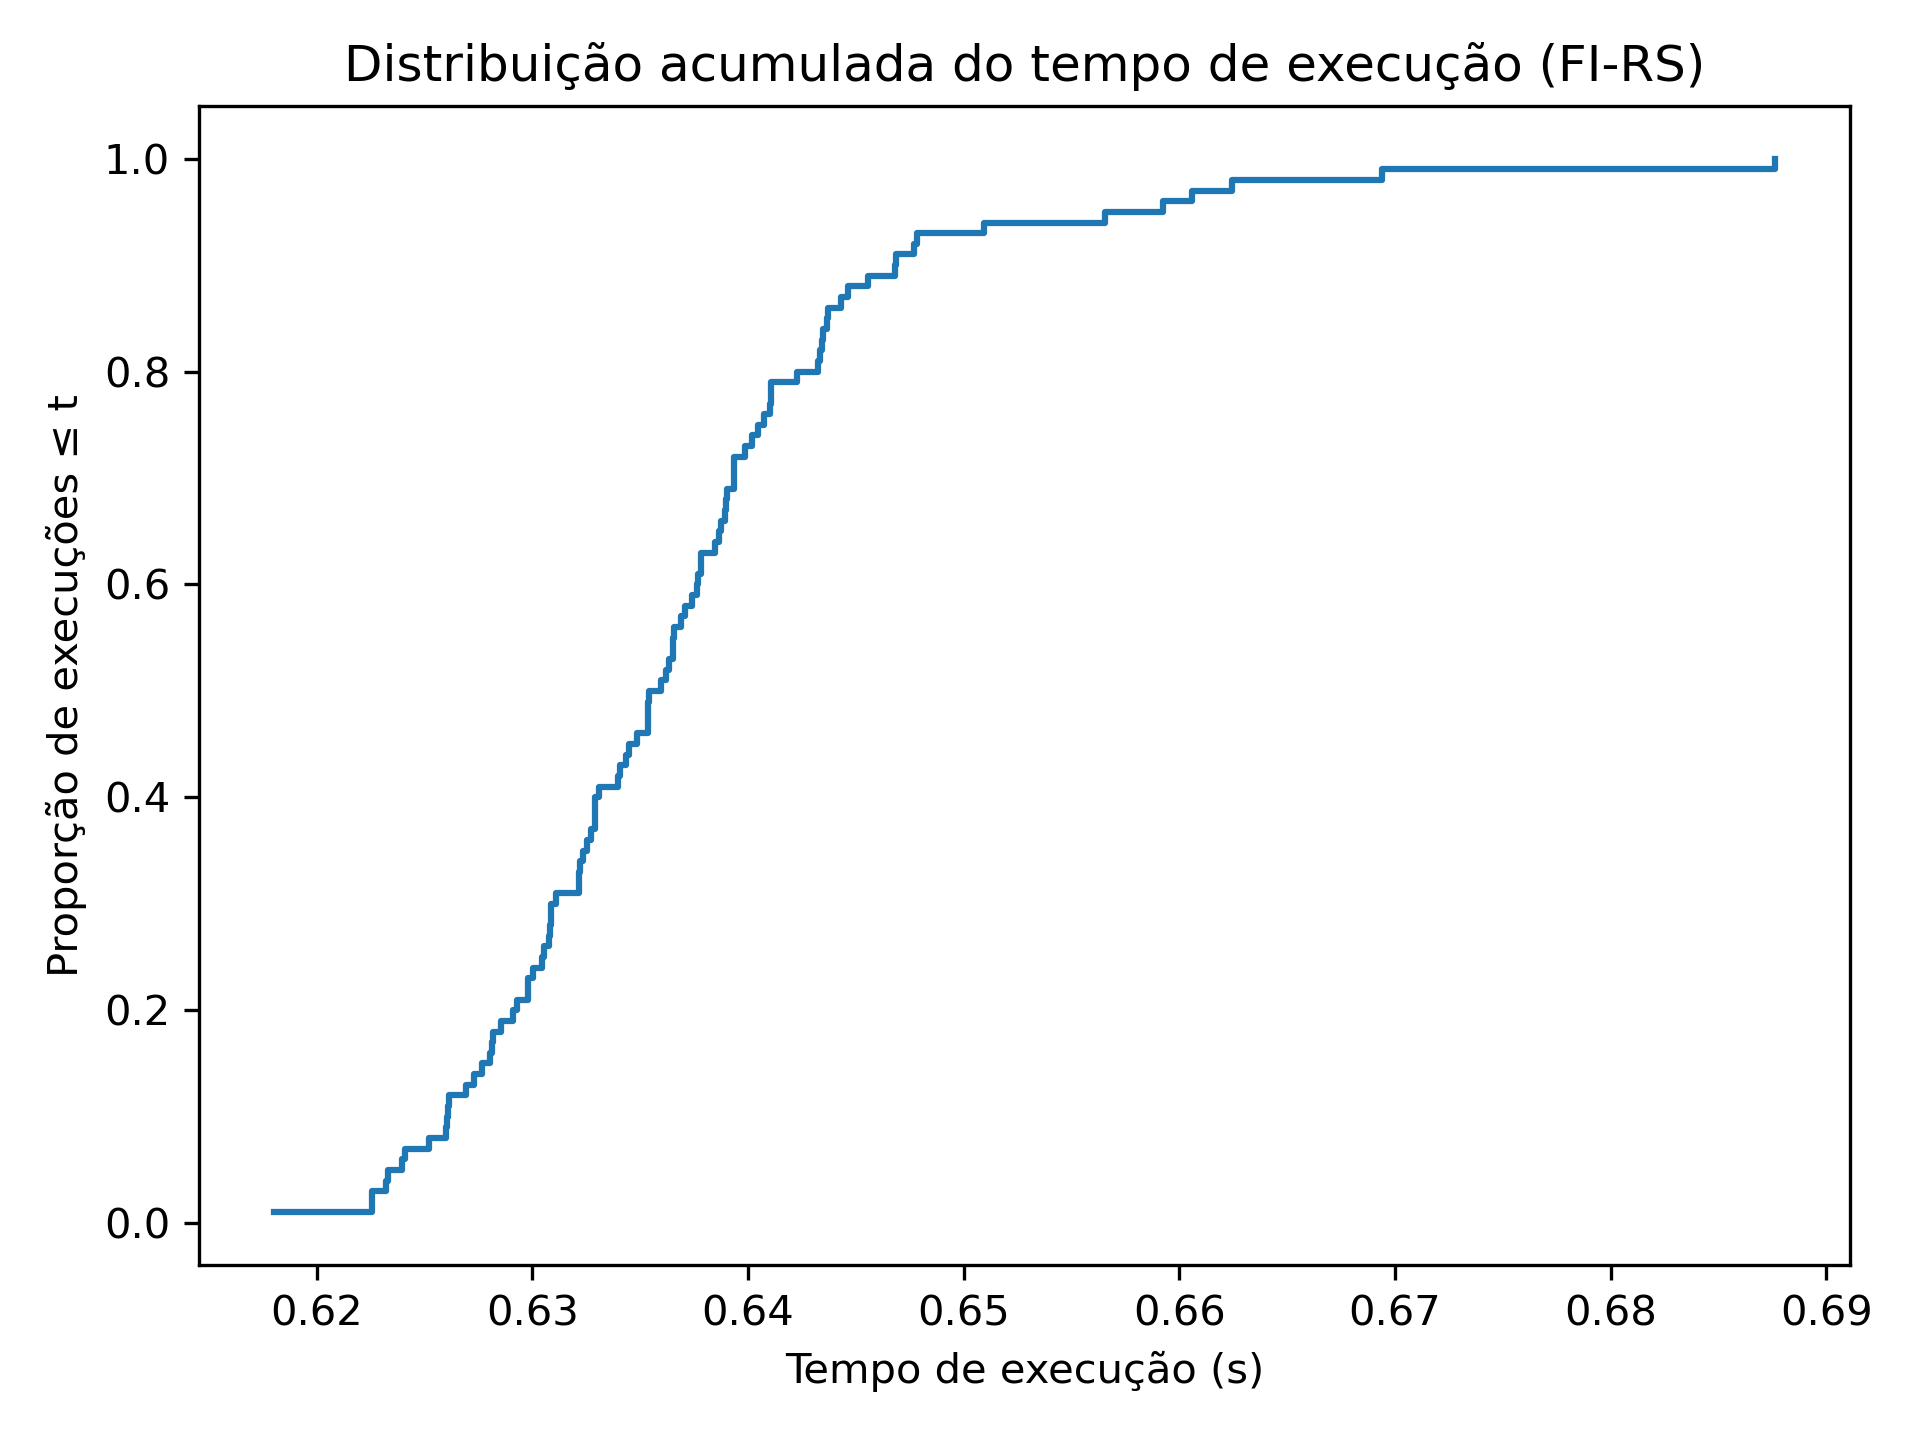 Distribuição acumulada do tempo de execução (FI-RS)
Proporção de execuções ≤ t
1.0
0.8
0.6
0.4
0.2
0.0
0.62 0.63 0.64 0.65 0.66 0.67 0.68 0.69
Tempo de execução (s)